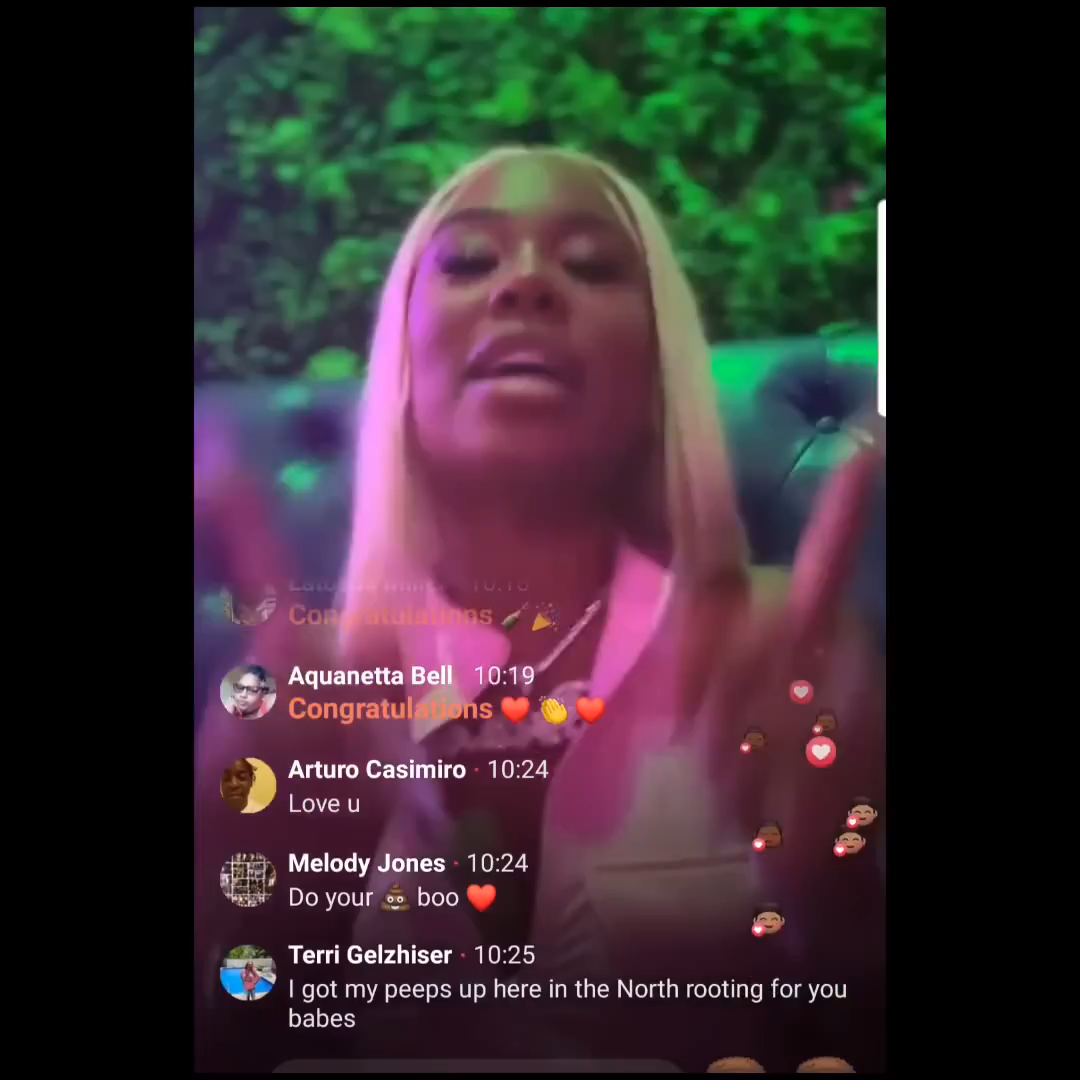 Congratulations 🍾 🎉
Aquanetta Bell 10:19
Congratulations ❤️ 👏 ❤️
Arturo Casimiro · 10:24
Love u
Melody Jones · 10:24
Do your 💩 boo ❤️
Terri Gelzhiser · 10:25
I got my peeps up here in the North rooting for you
babes